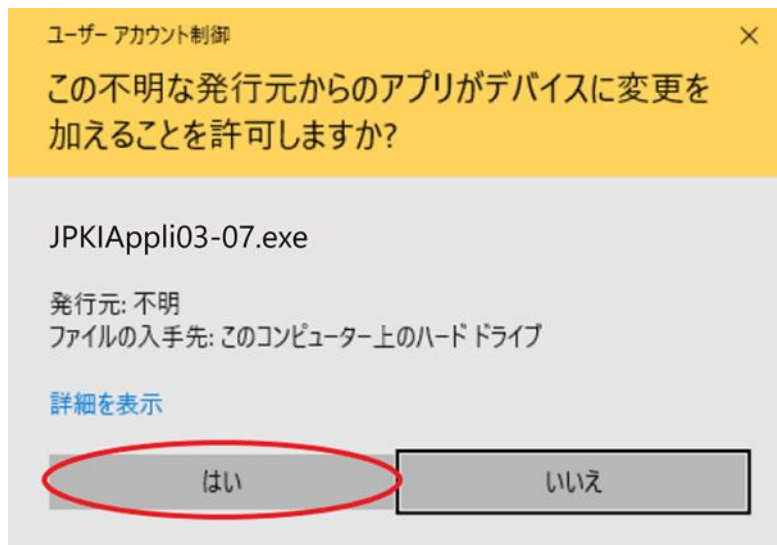 ユーザー アカウント制御
この不明な発行元からのアプリがデバイスに変更を
加えることを許可しますか?
JPKIAppli03-07.exe
発行元: 不明
ファイルの入手先: このコンピューター上のハード ドライブ
詳細を表示
はい
いいえ